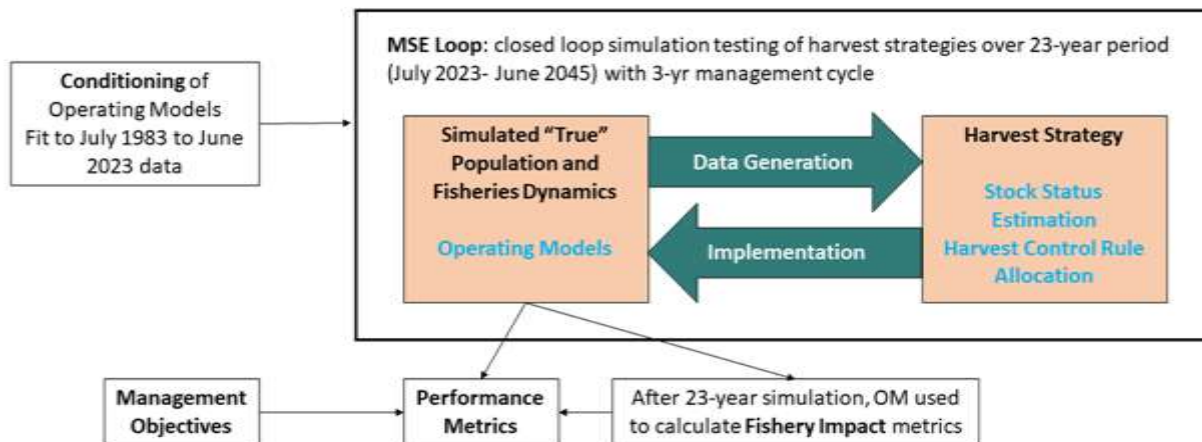 MSE Loop: closed loop simulation testing of harvest strategies over 23-year period
(July 2023- June 2045) with 3-yr management cycle
Conditioning of
Operating Models
Fit to July 1983 to June
2023 data
Simulated “True”
Population and
Fisheries Dynamics
Operating Models
Data Generation
Implementation
Harvest Strategy
Stock Status
Estimation
Harvest Control Rule
Allocation
Management
Objectives
Performance
Metrics
After 23-year simulation, OM used
to calculate Fishery Impact metrics